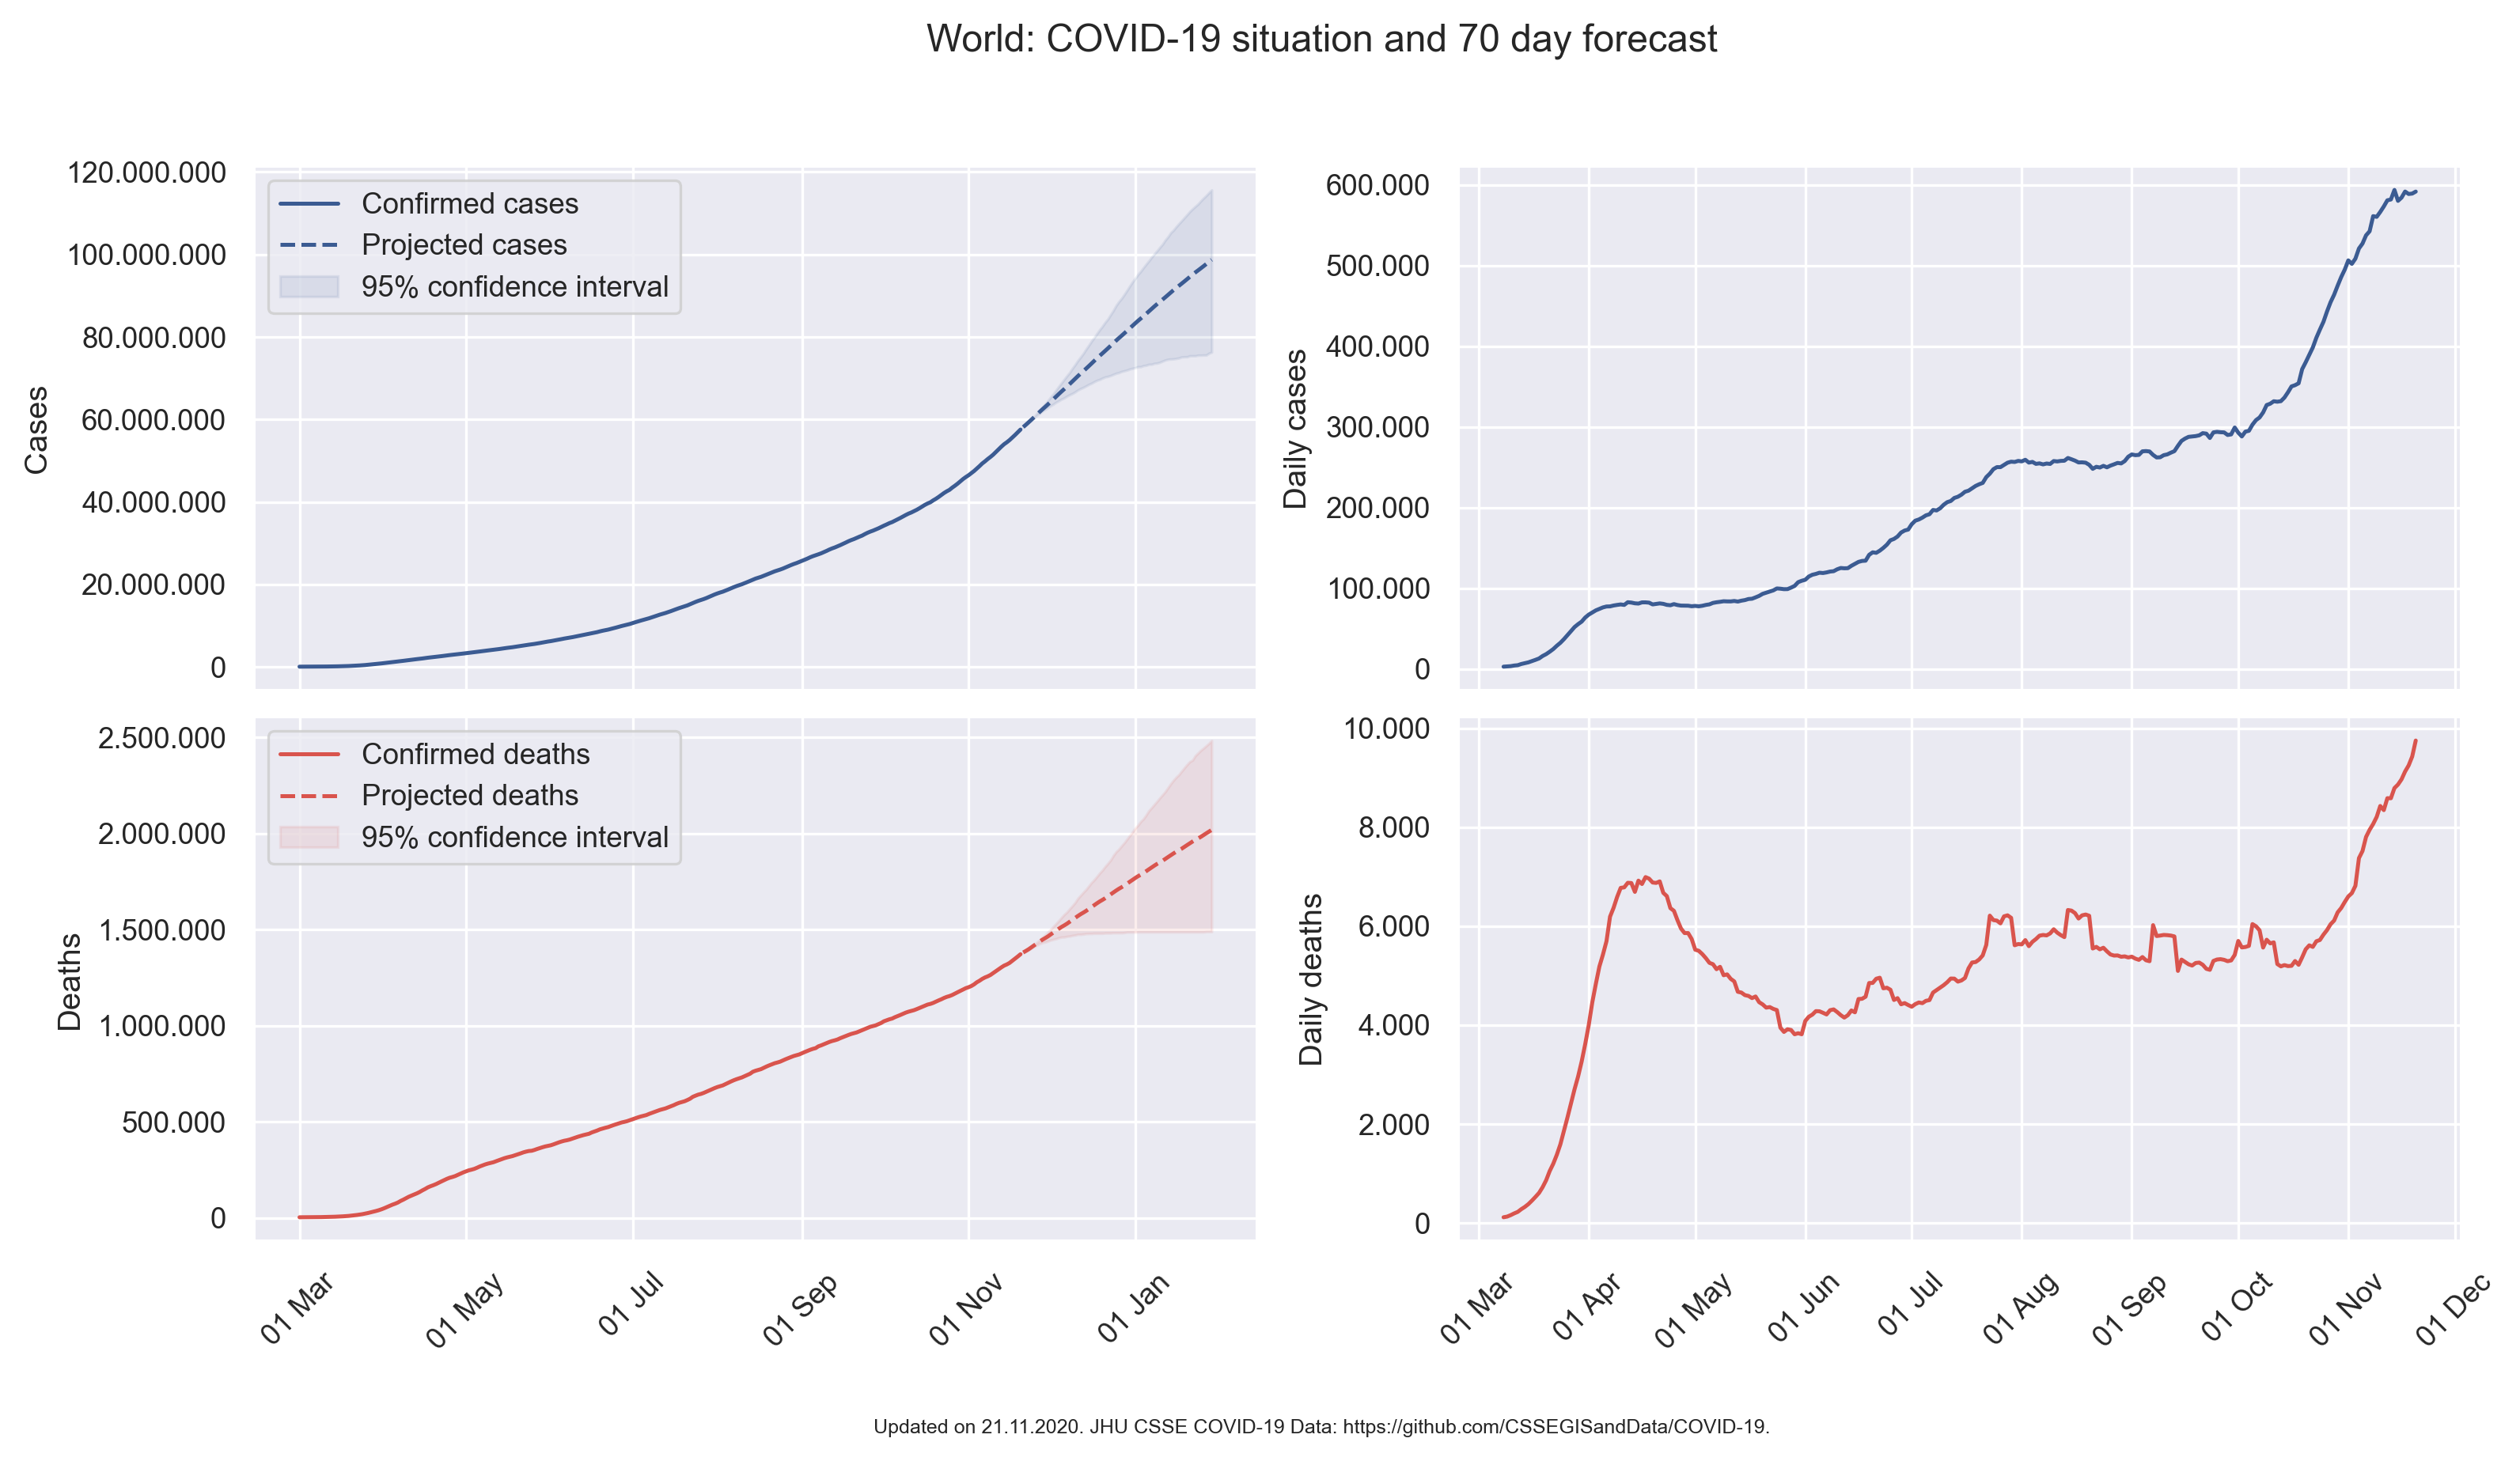 World: COVID-19 situation and 70 day forecast
120.000.000
100.000.000
80.000.000
60.000.000
40.000.000
20.000.000
0
Cases
Confirmed cases
Projected cases
95% confidence interval
600.000
500.000
400.000
300.000
200.000
100.000
0
Daily cases
2.500.000
2.000.000
1.500.000
1.000.000
500.000
0
Deaths
Confirmed deaths
Projected deaths
95% confidence interval
10.000
8.000
6.000
4.000
2.000
0
Daily deaths
01 Mar
01 May
01 Jul
01 Sep
01 Nov
01 Jan
01 Mar
01 Apr
01 May
01 Jun
01 Jul
01 Aug
01 Sep
01 Oct
01 Nov
01 Dec
Updated on 21.11.2020. JHU CSSE COVID-19 Data: https://github.com/CSSEGISandData/COVID-19.